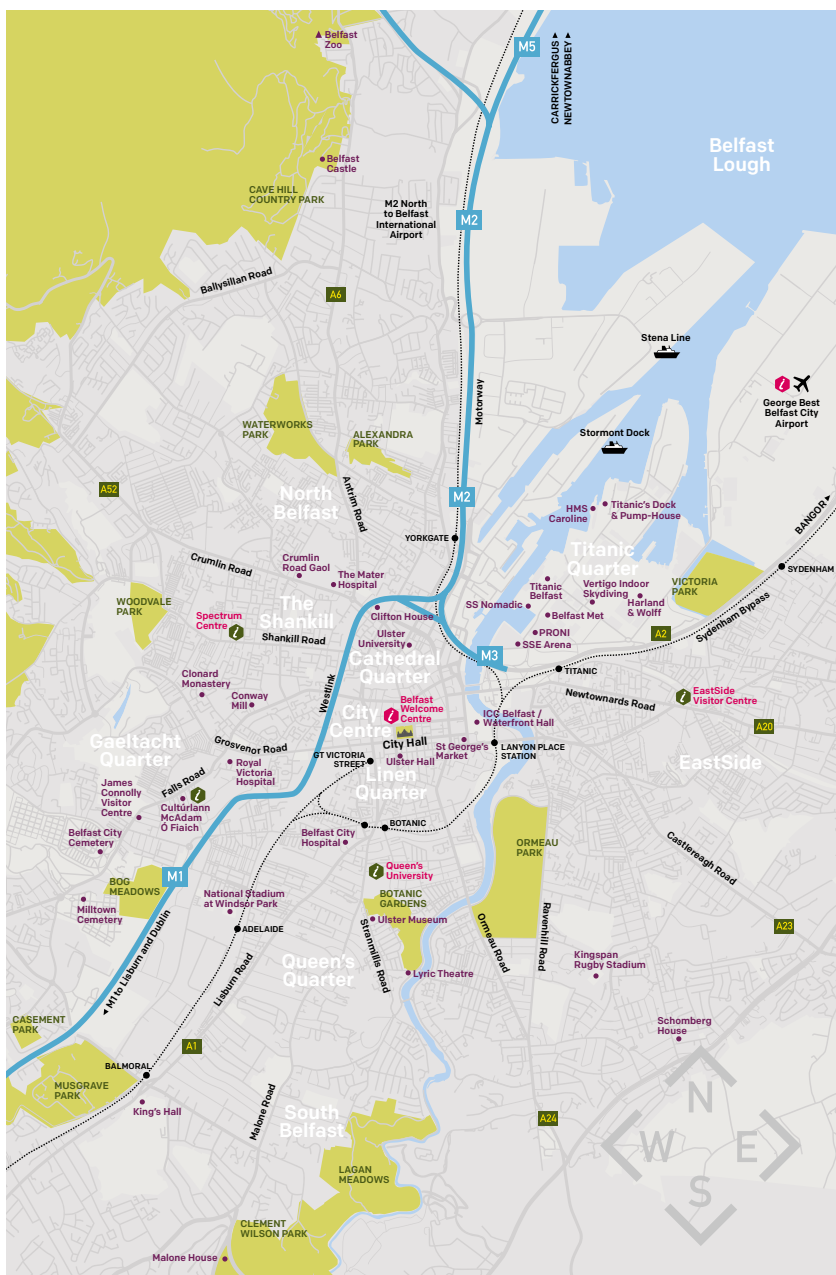 Belfast
Zoo
M5
CARRICKFERGUS
NEWTOWNABBEY
Belfast
Lough
Belfast
Castle
CAVE HILL
COUNTRY PARK
M2 North
to Belfast
International
Airport
M2
Ballysillan Road
A6
Stena Line
George Best
Belfast City
Airport
Motorway
WATERWORKS
PARK
ALEXANDRA
PARK
Stormont Dock
A52
North
Belfast
Antrim Road
M2
HMS
Caroline
Titanic's Dock
& Pump-House
BANGOR
YORKGATE
Titanic
Quarter
Crumlin Road
Crumlin
Road Gaol
The Mater
Hospital
SYDENHAM
VICTORIA
PARK
Titanic
Belfast
Vertigo Indoor
Skydiving
Harland
& Wolff
WOODVALE
PARK
The
Shankill
Clifton House
SS Nomadic
Belfast Met
Sydenham Bypass
Spectrum
Centre
Shankill Road
Ulster
University
PRONI
SSE Arena
A2
Cathedral
Quarter
M3
TITANIC
Clonard
Monastery
Conway
Mill
Westlink
Newtownards Road
EastSide
Visitor Centre
Belfast
Welcome
Centre
City
Centre
ICC Belfast /
Waterfront Hall
A20
Gaeltacht
Quarter
Grosvenor Road
City Hall
St George's
Market
LANYON PLACE
STATION
GT VICTORIA
STREET
Ulster Hall
EastSide
Royal
Victoria
Hospital
Linen
Quarter
Falls Road
James
Connolly
Visitor
Centre
Cultúrlann
McAdam
Ó Fiaich
BOTANIC
Belfast City
Hospital
Belfast City
Cemetery
ORMEAU
PARK
Castlereagh Road
Queen's
University
M1
BOG
MEADOWS
National Stadium
at Windsor Park
BOTANIC
GARDENS
Milltown
Cemetery
Ulster Museum
ADELAIDE
Stranmillis Road
Ormeau Road
Ravenhill Road
A23
M1 to Lisburn and Dublin
Lisburn Road
Queen's
Quarter
Lyric Theatre
Kingspan
Rugby Stadium
CASEMENT
PARK
Schomberg
House
A1
BALMORAL
MUSGRAVE
PARK
King's Hall
Malone Road
South
Belfast
A24
N
W
E
S
LAGAN
MEADOWS
CLEMENT
WILSON PARK
Malone House